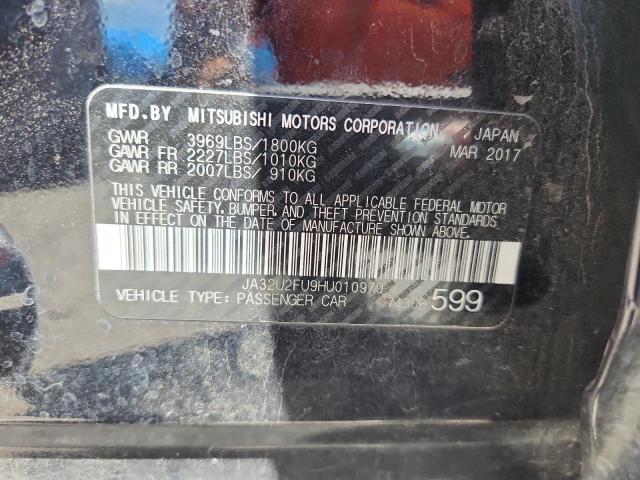 MFD.BY MITSUBISHI MOTORS CORPORATION JAPAN
GVWR 3969LBS/1800KG MAR 2017
GAWR FR 2227LBS/1010KG
GAWR RR 2007LBS/ 910KG
THIS VEHICLE CONFORMS TO ALL APPLICABLE FEDERAL MOTOR
VEHICLE SAFETY, BUMPER, AND THEFT PREVENTION STANDARDS
IN EFFECT ON THE DATE OF MANUFACTURE SHOWN ABOVE.
JA32U2FU9HU010970
VEHICLE TYPE: PASSENGER CAR 599